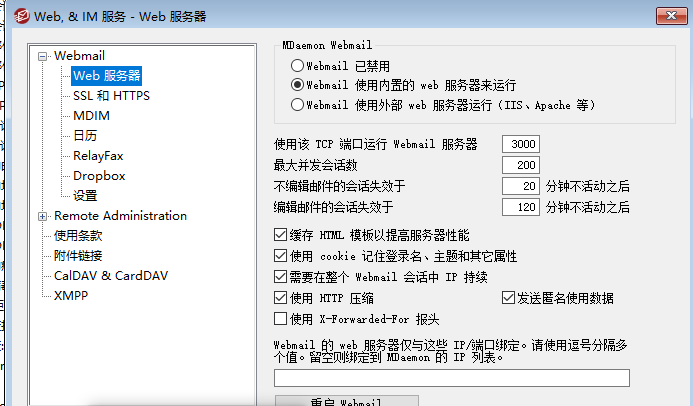 Web, & IM 服务 - Web 服务器
Webmail
Web 服务器
SSL 和 HTTPS
MDIM
日历
RelayFax
Dropbox
设置
Remote Administration
使用条款
附件链接
CalDAV & CardDAV
XMPP
MDaemon Webmail
Webmail 已禁用
Webmail 使用内置的 web 服务器来运行
Webmail 使用外部 web 服务器运行（IIS、Apache 等）
使用该 TCP 端口运行 Webmail 服务器 3000
最大并发会话数 200
不编辑邮件的会话失效于 20 分钟不活动之后
编辑邮件的会话失效于 120 分钟不活动之后
缓存 HTML 模板以提高服务器性能
使用 cookie 记住登录名、主题和其它属性
需要在整个 Webmail 会话中 IP 持续
使用 HTTP 压缩 发送匿名使用数据
使用 X-Forwarded-For 报头
Webmail 的 web 服务器仅与这些 IP/端口绑定。请使用逗号分隔多
个值。留空则绑定到 MDaemon 的 IP 列表。
重启 Webmail